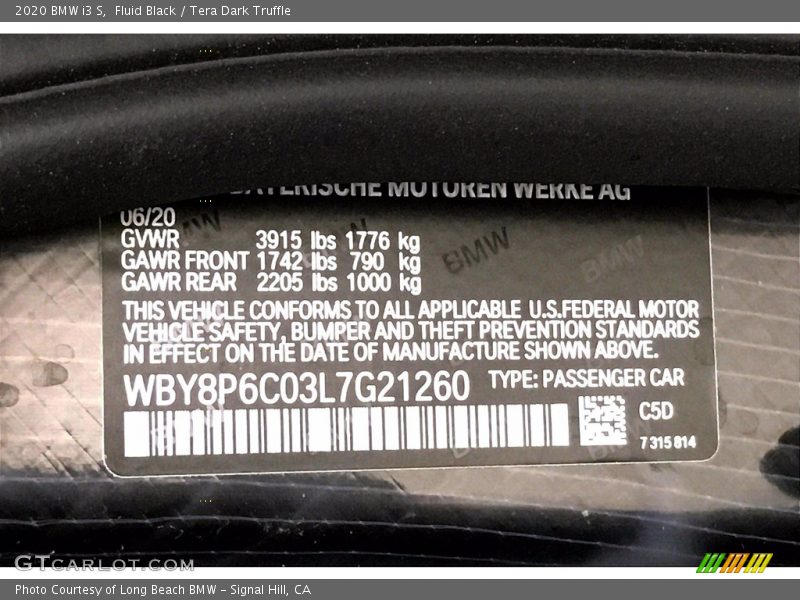 2020 BMW i3 S, Fluid Black / Tera Dark Truffle
BAYERISCHE MOTOREN WERKE AG
06/20
GVWR 3915 lbs 1776 kg
GAWR FRONT 1742 lbs 790 kg
GAWR REAR 2205 lbs 1000 kg
THIS VEHICLE CONFORMS TO ALL APPLICABLE U.S.FEDERAL MOTOR
VEHICLE SAFETY, BUMPER AND THEFT PREVENTION STANDARDS
IN EFFECT ON THE DATE OF MANUFACTURE SHOWN ABOVE.
WBY8P6C03L7G21260 TYPE: PASSENGER CAR
C5D
7 315 814
BMW
BMW
GTCARLOT.COM
Photo Courtesy of Long Beach BMW - Signal Hill, CA